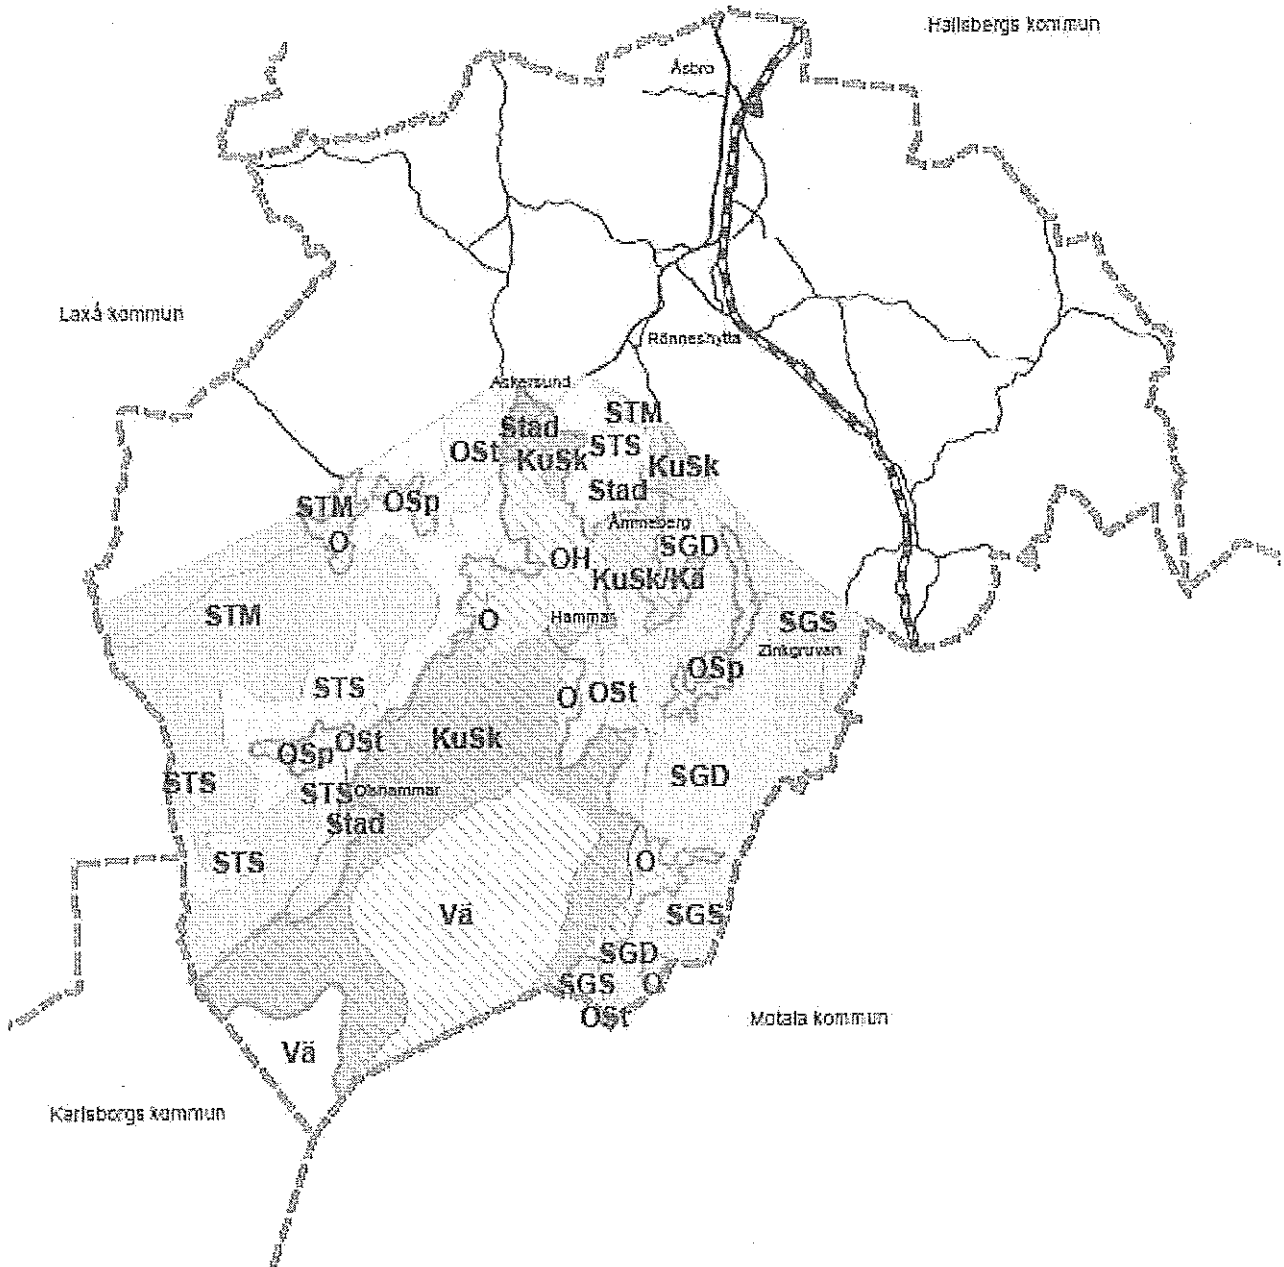 Hallsbergs kommun
Åsbro
Laxå kommun
Rönneshytta
Askersund
STM
Stad
OSt
STS
KuSk
KuSk
Stad
STM
OSp
Åmmeberg
O
SGD
OH
KuSk/Kä
STM
O
Hammar
SGS
Zinkgruvan
OSp
STS
O
OSt
OSt
KuSk
OSp
STS
SGD
STS
Olshammar
Stad
STS
O
Vä
SGS
SGD
SGS
O
OSt
Motala kommun
Vä
Karlsborgs kommun